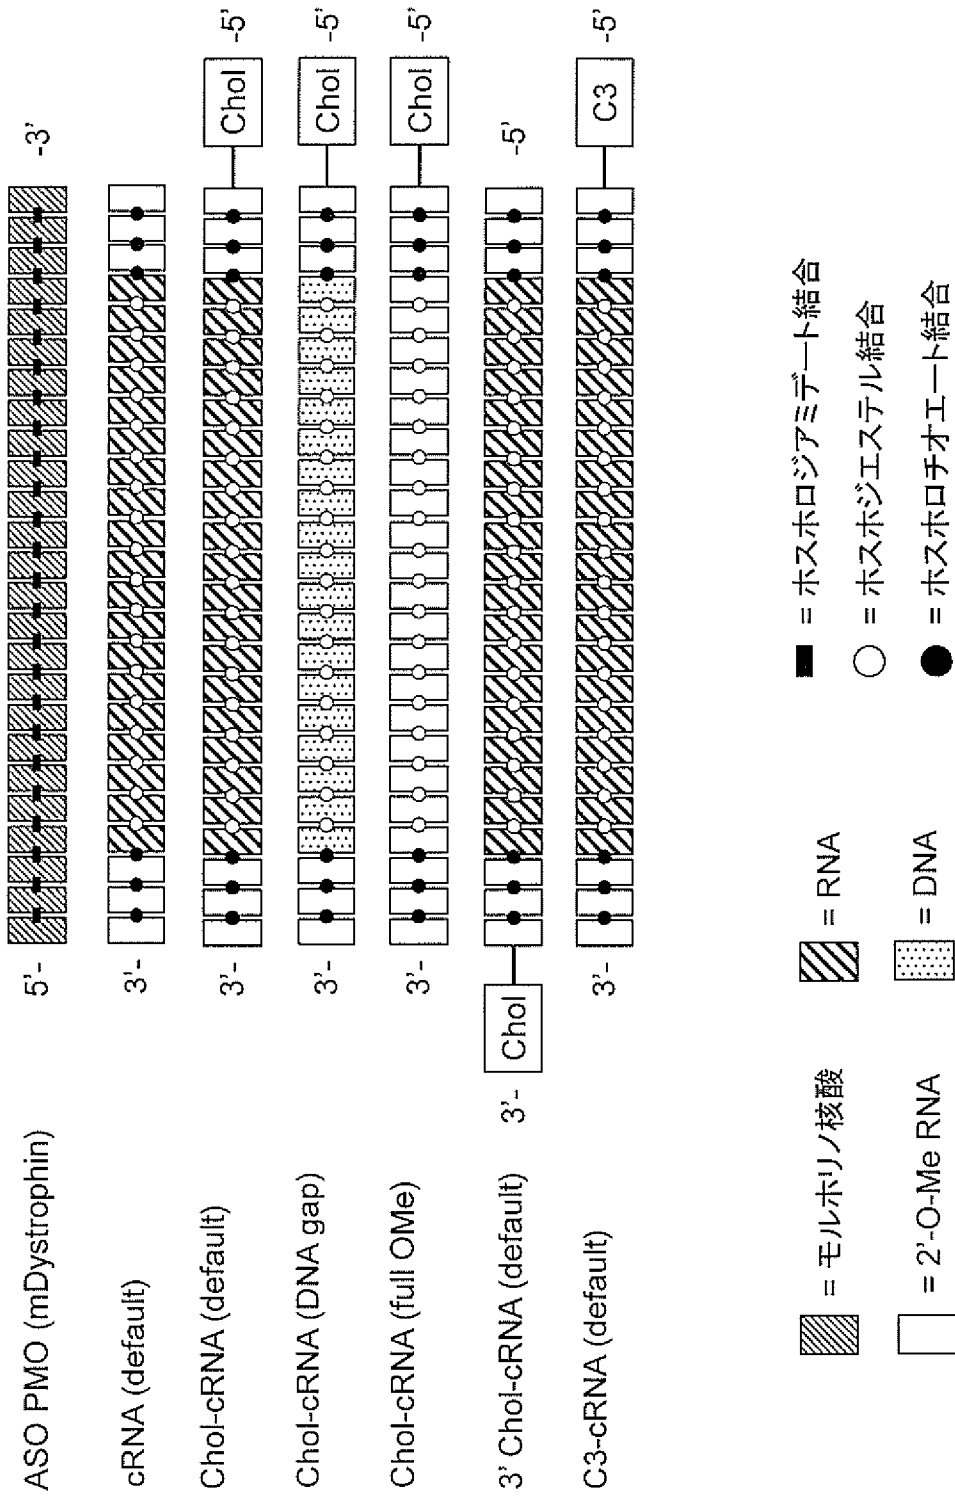 ASO PMO (mDystrophin) 5'- -3'
cRNA (default) 3'-
Chol-cRNA (default) 3'- Chol -5'
Chol-cRNA (DNA gap) 3'- Chol -5'
Chol-cRNA (full OMe) 3'- Chol -5'
3' Chol-cRNA (default) 3'- Chol -5'
C3-cRNA (default) 3'- C3 -5'
= モルホリノ核酸 = RNA = ホスホロジアミデート結合
= 2'-O-Me RNA = DNA = ホスホジエステル結合
= ホスホロチオエート結合